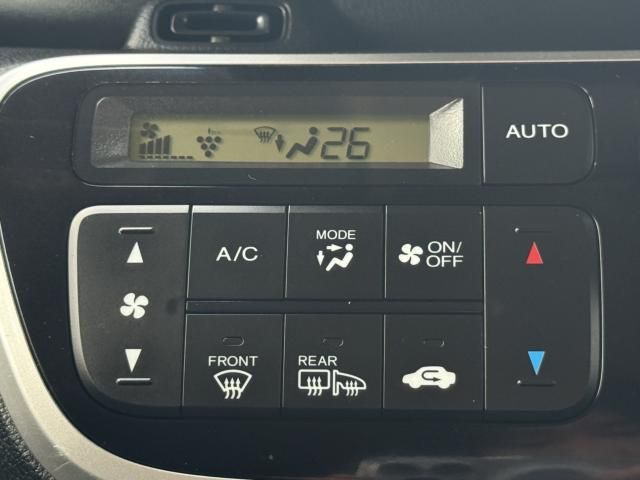 26
AUTO
A/C
MODE
ON/
OFF
FRONT
REAR